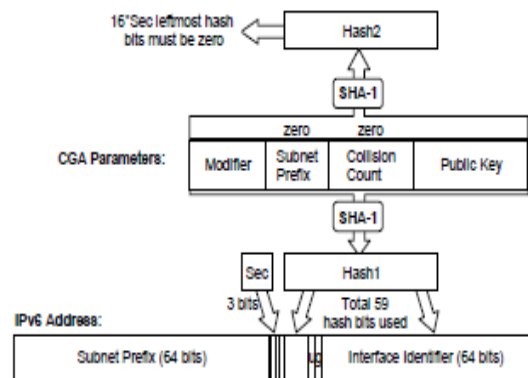 16*Sec leftmost hash
bits must be zero
Hash2
SHA-1
zero zero
CGA Parameters:
Modifier
Subnet
Prefix
Collision
Count
Public Key
SHA-1
Sec
Hash1
3 bits
Total 59
hash bits used
IPv6 Address:
Subnet Prefix (64 bits)
ug
Interface Identifier (64 bits)